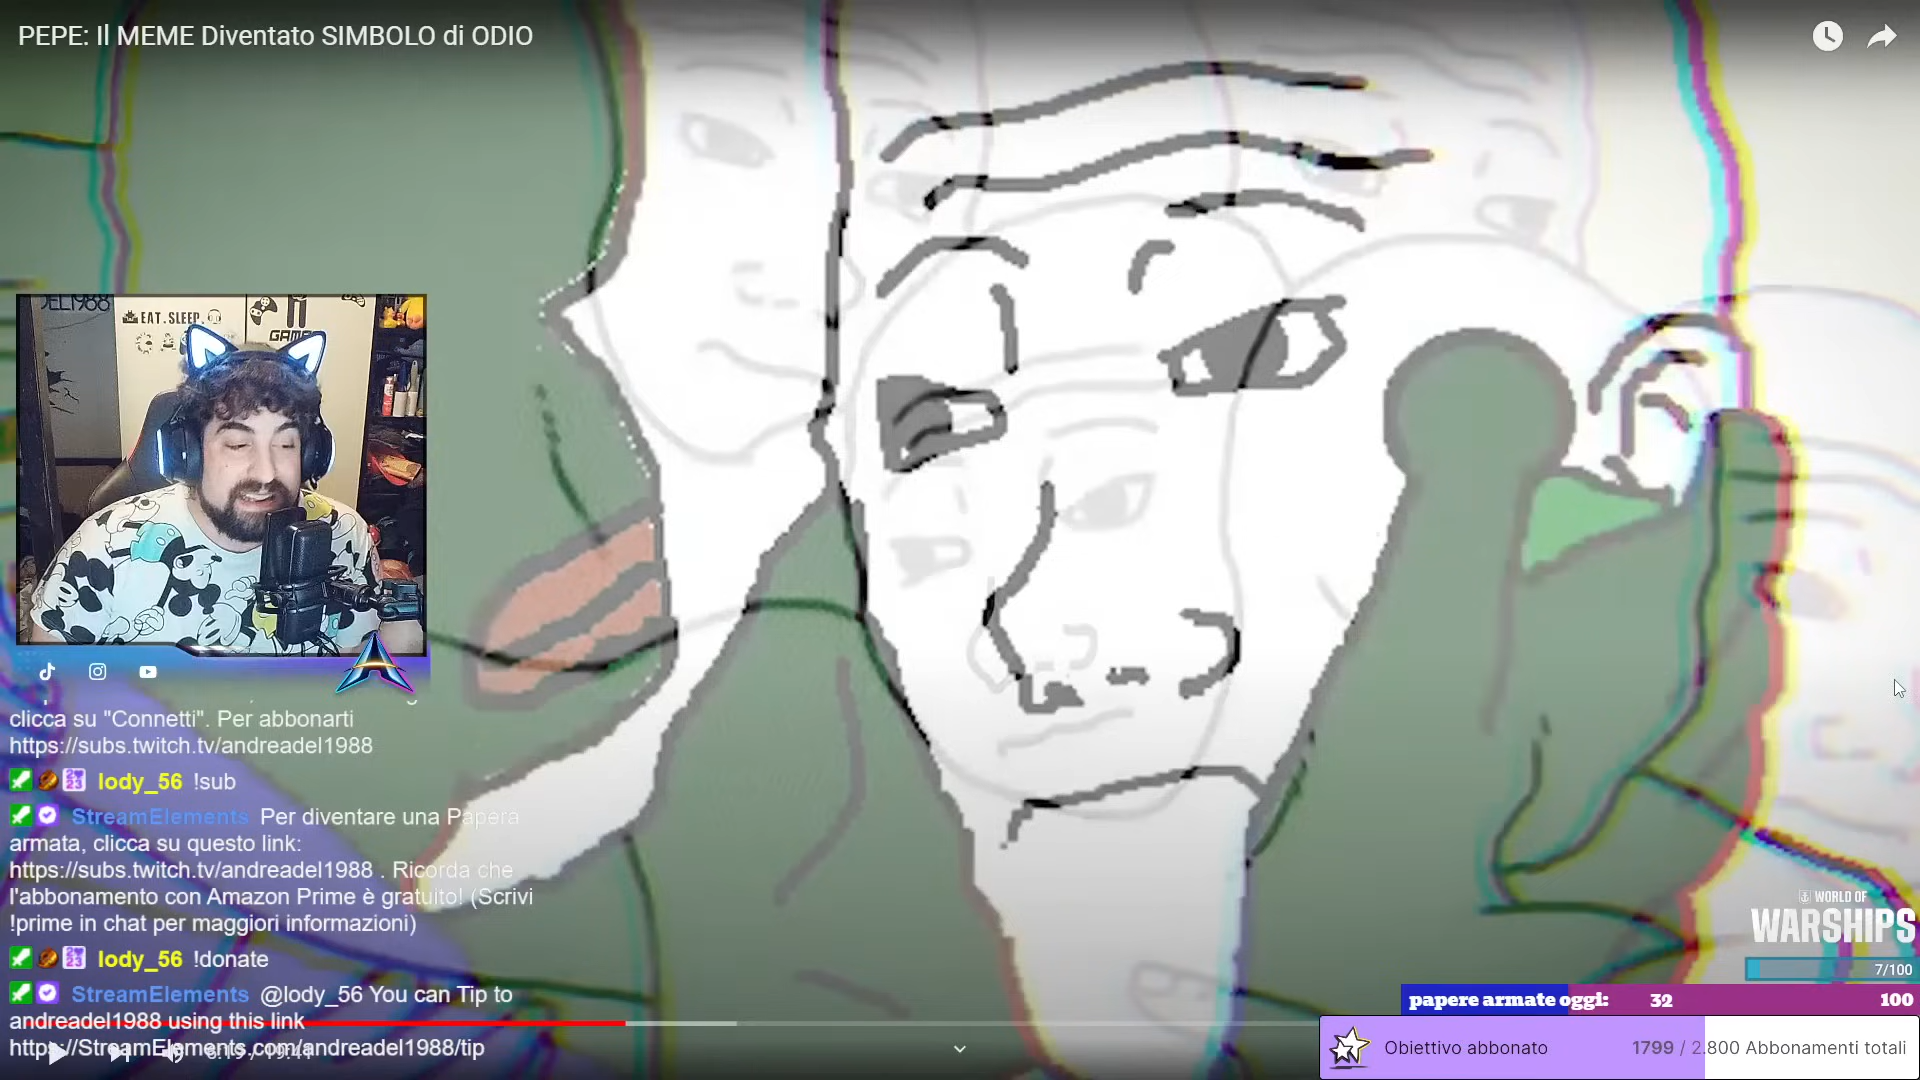 PEPE: Il MEME Diventato SIMBOLO di ODIO
DEL1988
EAT.SLEEP.
clicca su "Connetti". Per abbonarti
https://subs.twitch.tv/andreadel1988
lody_56 !sub
StreamElements Per diventare una Papera
armata, clicca su questo link:
https://subs.twitch.tv/andreadel1988 . Ricorda che
l'abbonamento con Amazon Prime è gratuito! (Scrivi
!prime in chat per maggiori informazioni)
lody_56 !donate
StreamElements @lody_56 You can Tip to
andreadel1988 using this link
https://StreamElements.com/andreadel1988/tip
WORLD OF
WARSHIPS
7/100
papere armate oggi: 32 100
Obiettivo abbonato 1799 / 2.800 Abbonamenti totali